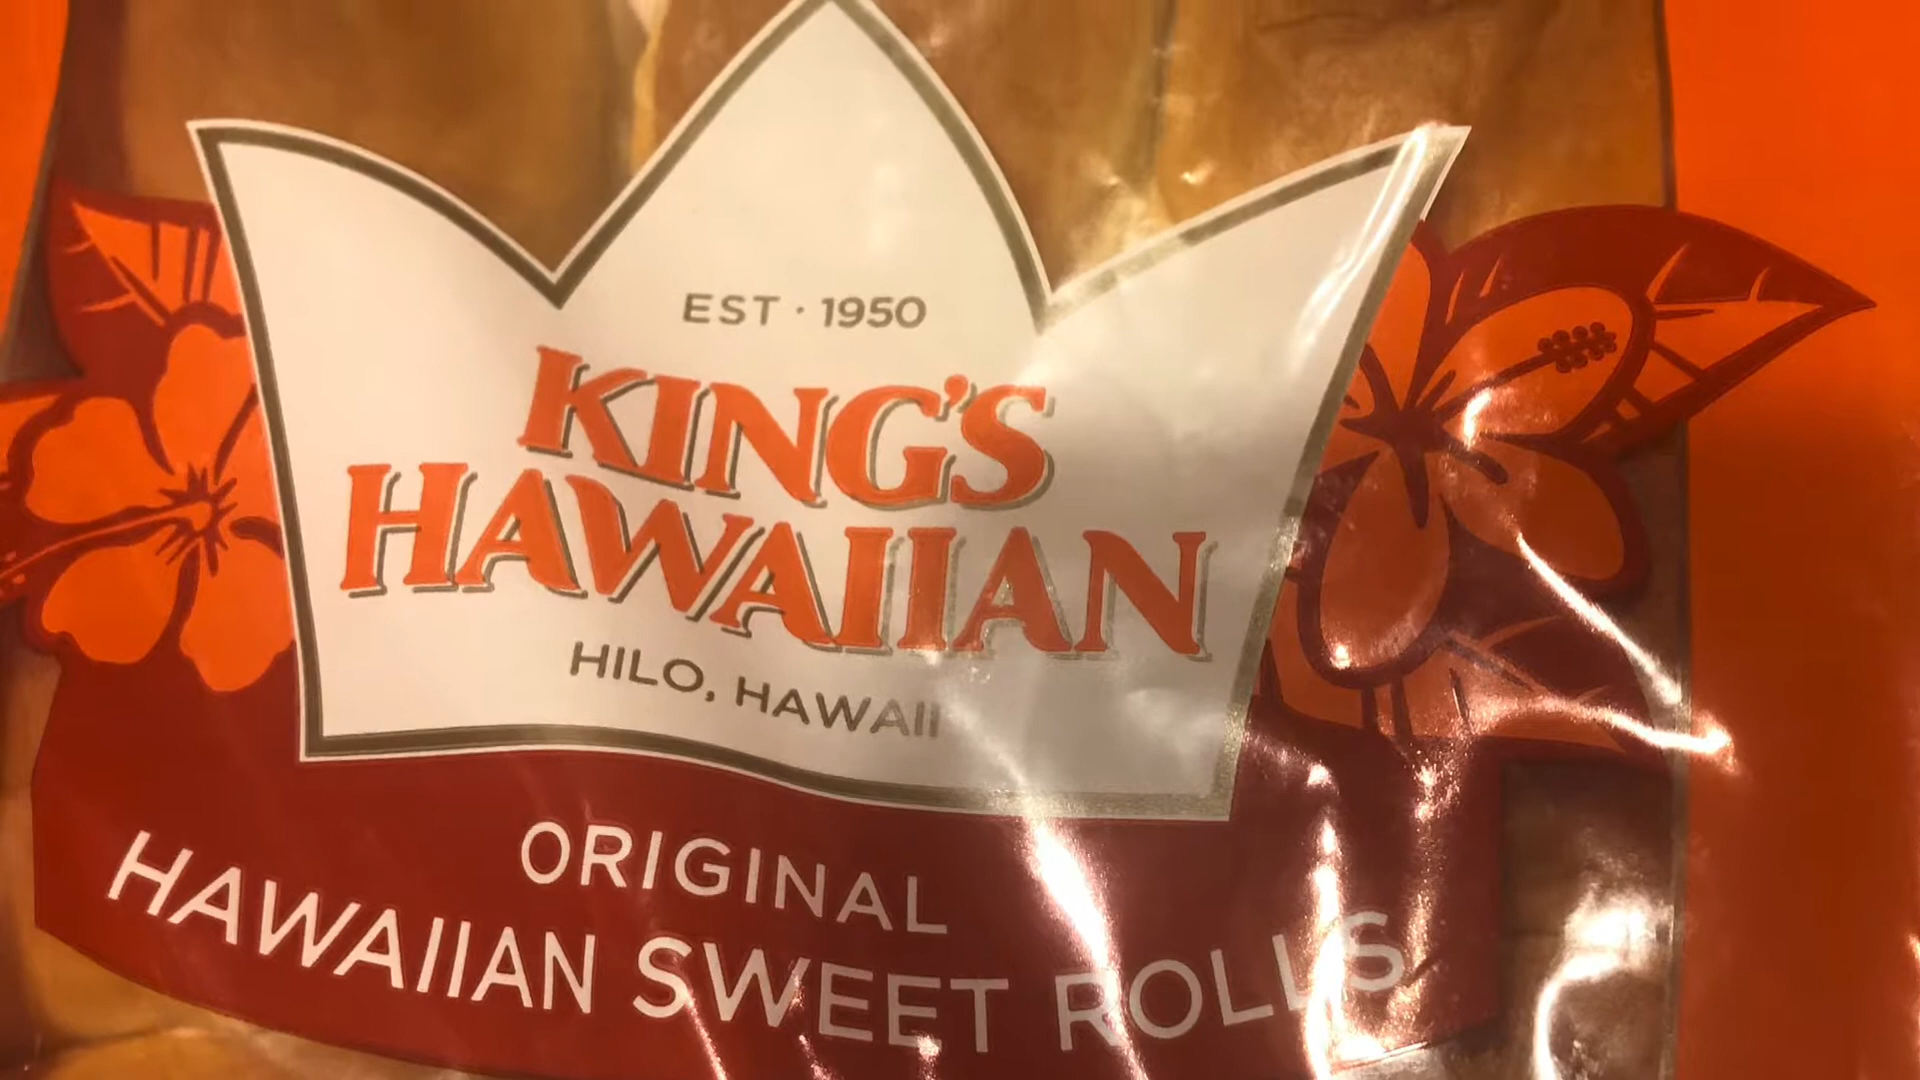 EST · 1950
KING'S
HAWAIIAN
HILO, HAWAII
ORIGINAL
HAWAIIAN SWEET ROLLS